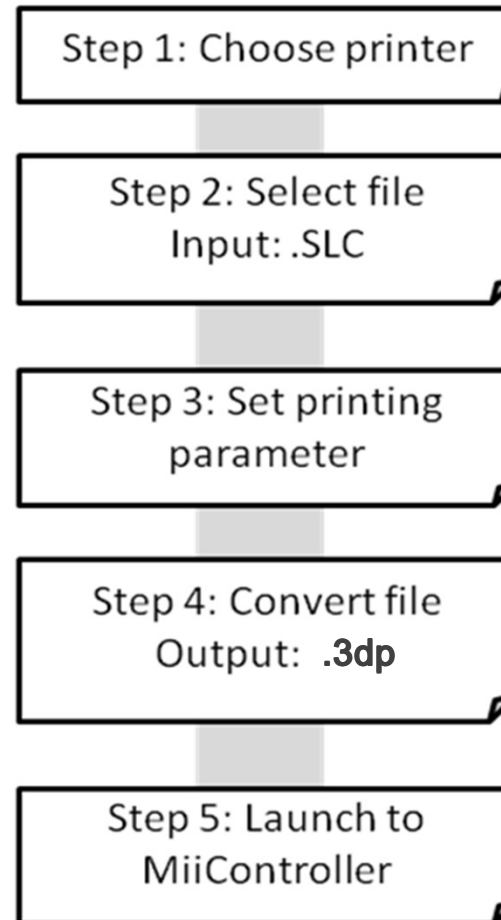 Step 1: Choose printer
Step 2: Select file
Input: .SLC
Step 3: Set printing
parameter
Step 4: Convert file
Output: .3dp
Step 5: Launch to
MiiController